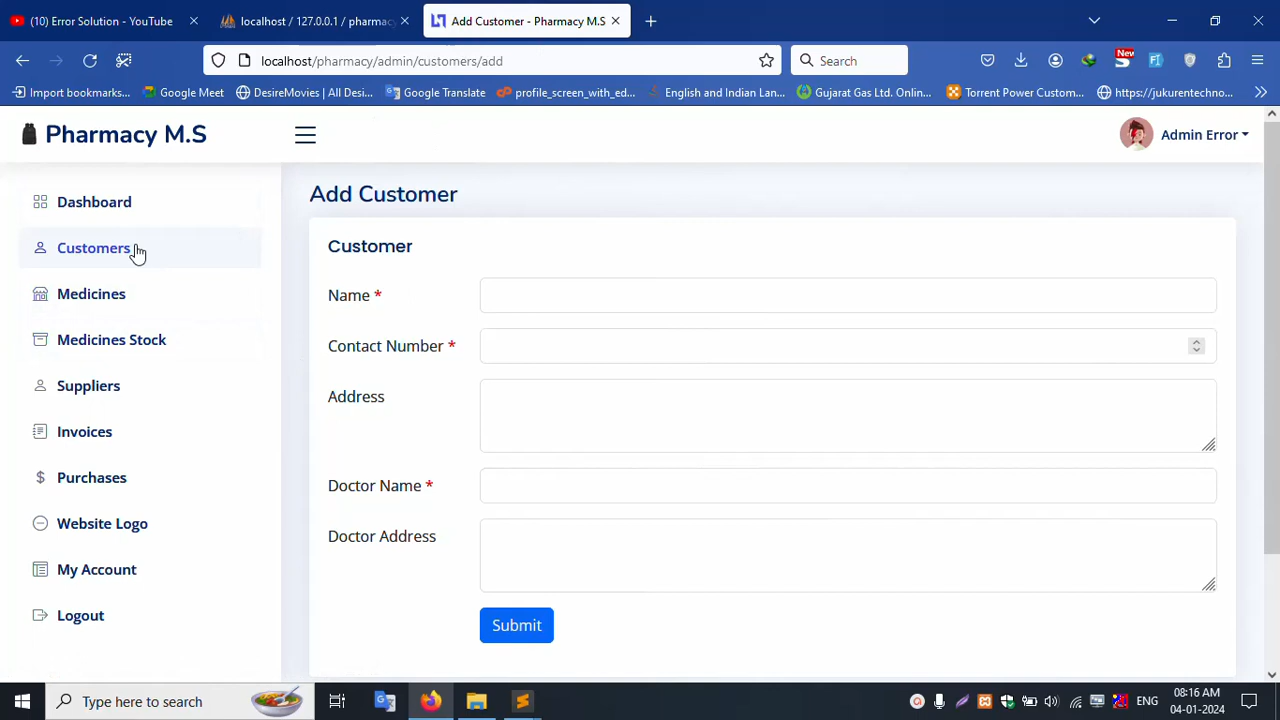 (10) Error Solution - YouTube
localhost / 127.0.0.1 / pharmacy
Add Customer - Pharmacy M.S
localhost/pharmacy/admin/customers/add
Search
New
Import bookmarks...
Google Meet
DesireMovies | All Desi...
Google Translate
profile_screen_with_ed...
English and Indian Lan...
Gujarat Gas Ltd. Onlin...
Torrent Power Custom...
https://jukurentechno...
Pharmacy M.S
Admin Error
Dashboard
Customers
Medicines
Medicines Stock
Suppliers
Invoices
Purchases
Website Logo
My Account
Logout
Add Customer
Customer
Name *
Contact Number *
Address
Doctor Name *
Doctor Address
Submit
Type here to search
ENG
08:16 AM
04-01-2024